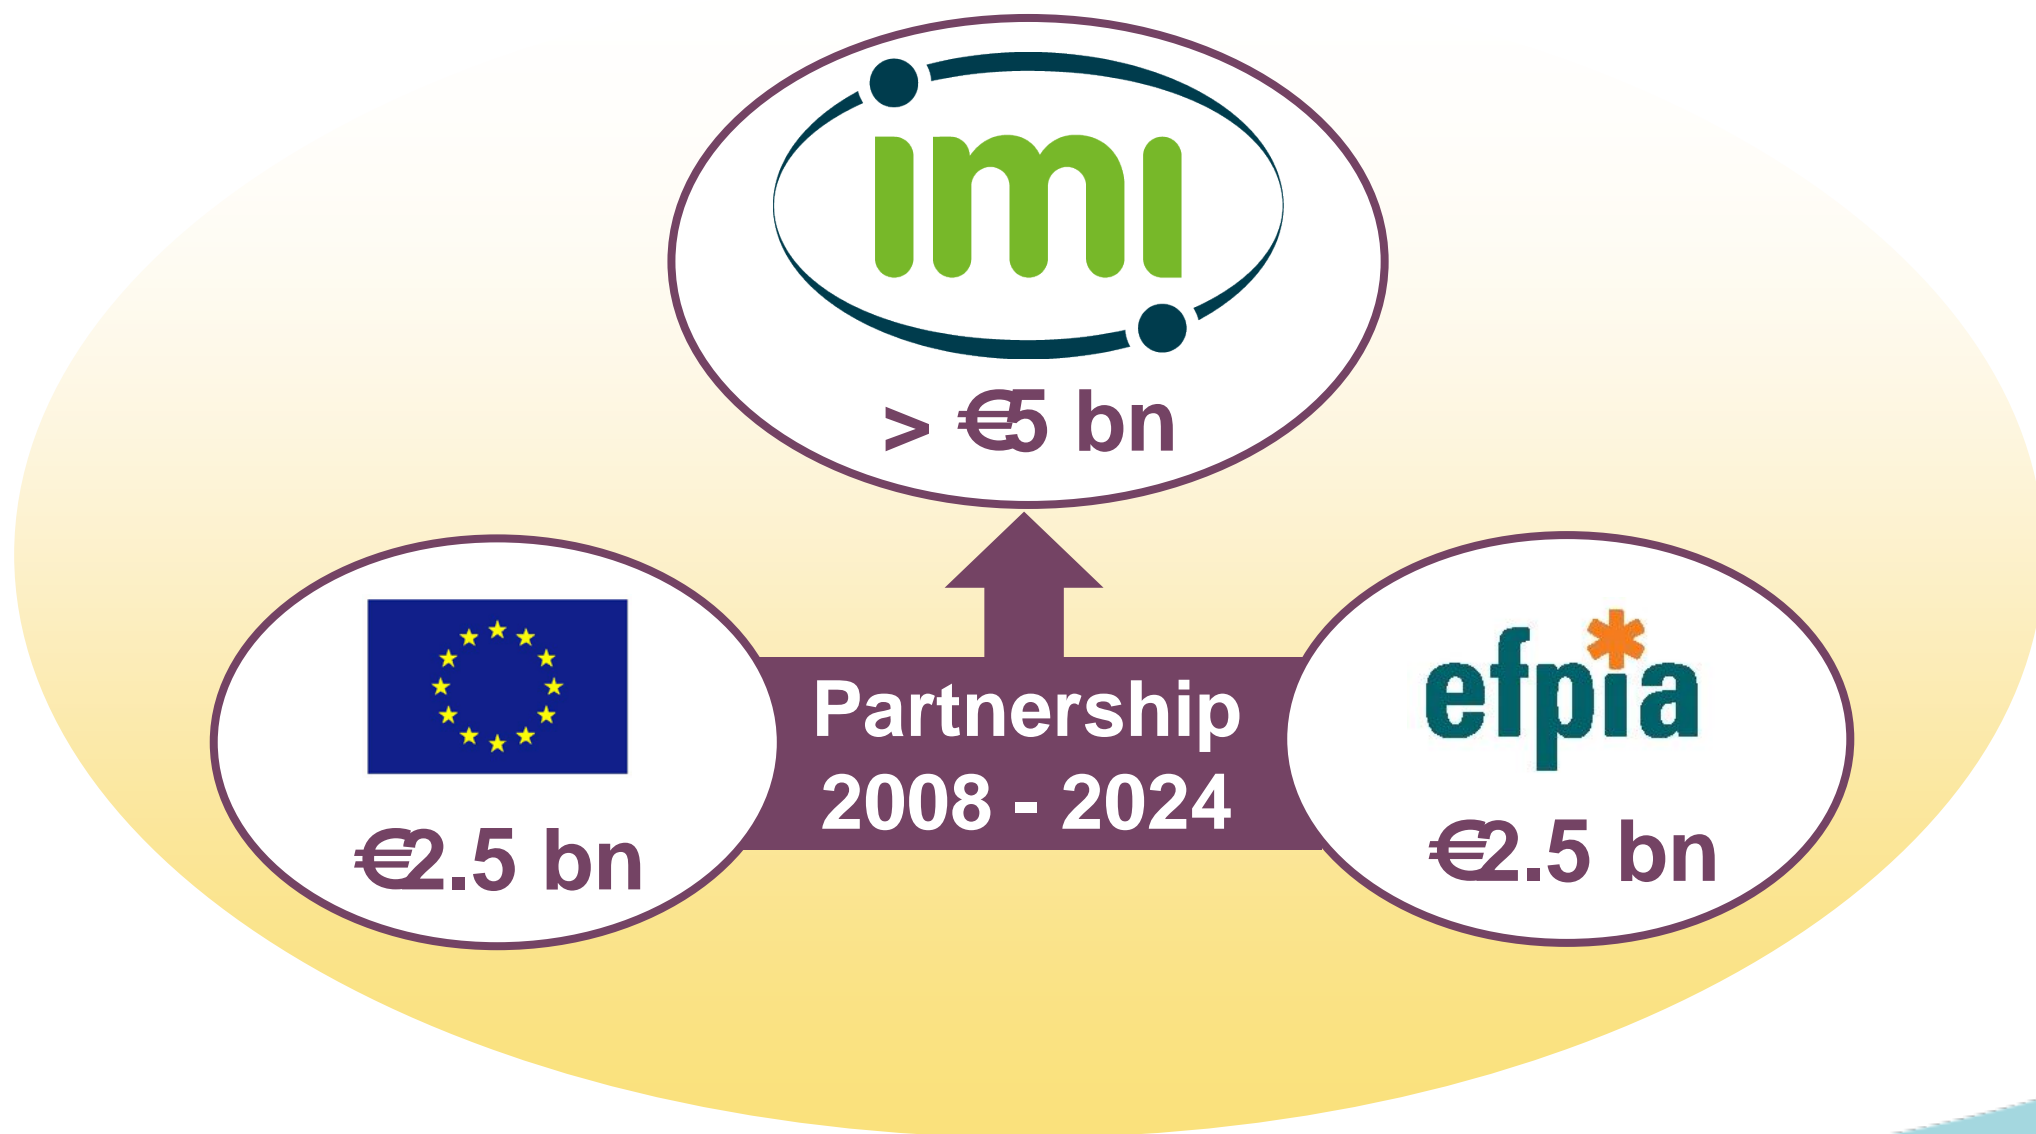 imi
> €5 bn
Partnership
2008 - 2024
€2.5 bn
efpia
€2.5 bn